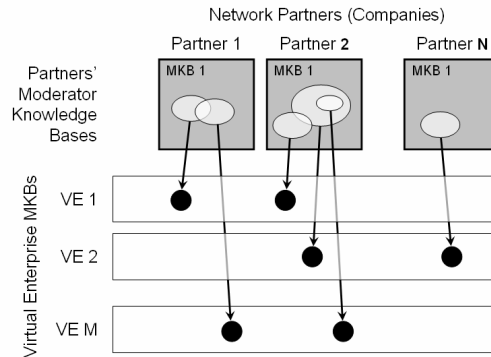 Network Partners (Companies)
Partner 1
Partner 2
Partner N
Partners'
Moderator
Knowledge
Bases
MKB 1
MKB 1
MKB 1
Virtual Enterprise MKBs
VE 1
VE 2
VE M